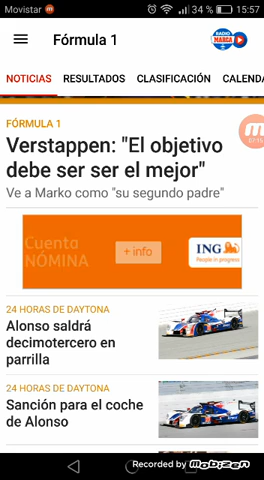 Movistar 34 % 15:57
Fórmula 1
RADIO
MARCA
NOTICIAS RESULTADOS CLASIFICACIÓN CALENDA
FÓRMULA 1
Verstappen: "El objetivo
debe ser ser el mejor"
Ve a Marko como "su segundo padre"
Cuenta
NÓMINA
+ info
ING
People in progress
24 HORAS DE DAYTONA
Alonso saldrá
decimotercero en
parrilla
24 HORAS DE DAYTONA
Sanción para el coche
de Alonso
Recorded by MOBIZEN